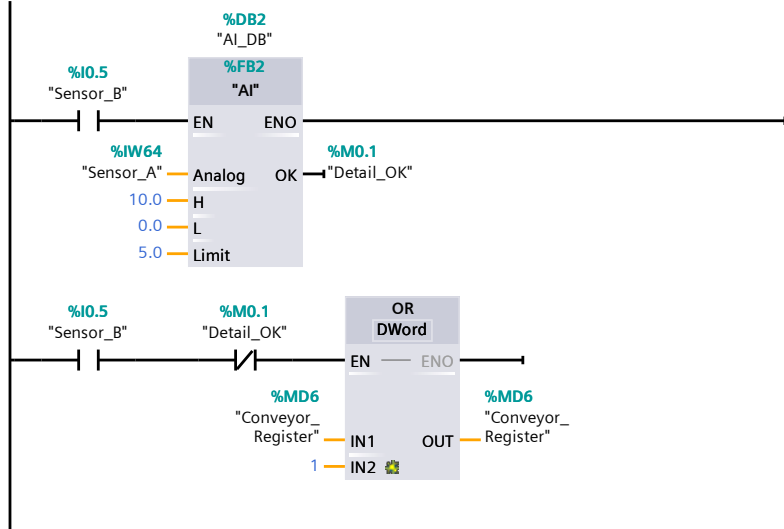 %DB2
"AI_DB"
%I0.5
"Sensor_B"
%FB2
"AI"
EN
ENO
%IW64
"Sensor_A"
Analog
OK
%M0.1
"Detail_OK"
10.0
H
0.0
L
5.0
Limit
%I0.5
"Sensor_B"
%M0.1
"Detail_OK"
OR
DWord
EN
ENO
%MD6
"Conveyor_
Register"
IN1
OUT
%MD6
"Conveyor_
Register"
1
IN2